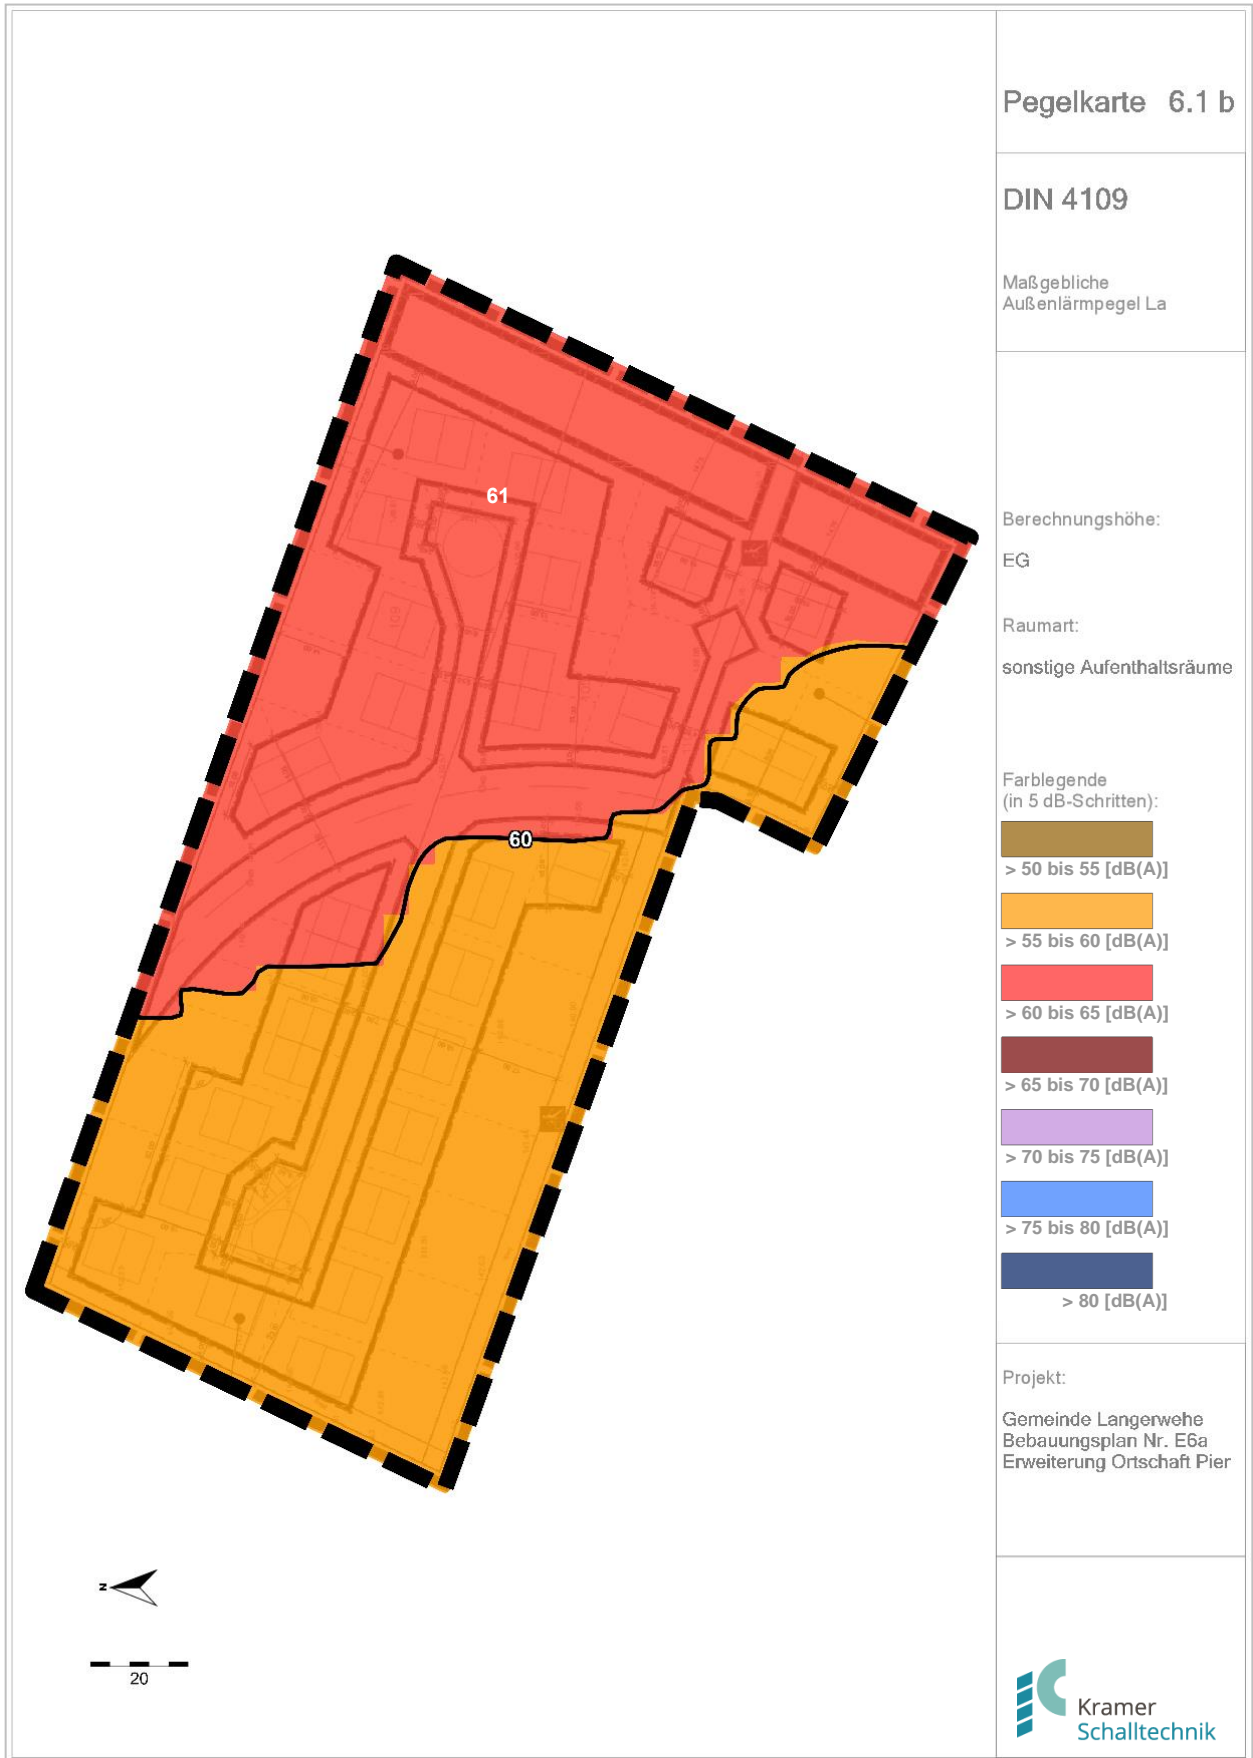 Pegelkarte 6.1 b
DIN 4109
Maßgebliche
Außenlärmpegel La
Berechnungshöhe:
EG
Raumart:
sonstige Aufenthaltsräume
Farblegende
(in 5 dB-Schritten):
> 50 bis 55 [dB(A)]
> 55 bis 60 [dB(A)]
> 60 bis 65 [dB(A)]
> 65 bis 70 [dB(A)]
> 70 bis 75 [dB(A)]
> 75 bis 80 [dB(A)]
> 80 [dB(A)]
Projekt:
Gemeinde Langerwehe
Bebauungsplan Nr. E6a
Erweiterung Ortschaft Pier
Kramer
Schalltechnik
61
60
N
20